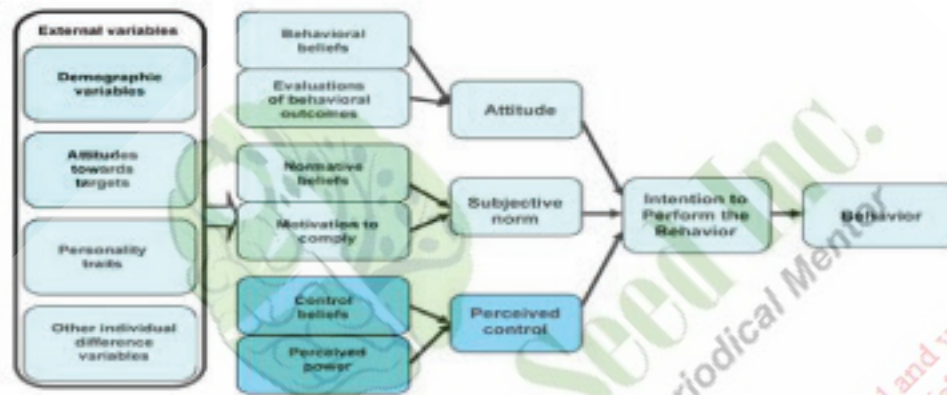 External variables
Demographic
variables
Attitudes
towards
targets
Personality
traits
Other individual
difference
variables
Behavioral
beliefs
Evaluations
of behavioral
outcomes
Normative
beliefs
Motivation to
comply
Control
beliefs
Perceived
power
Attitude
Subjective
norm
Perceived
control
Intention to
Perform the
Behavior
Behavior
Seed Inc.
riodical Mentor
l and v